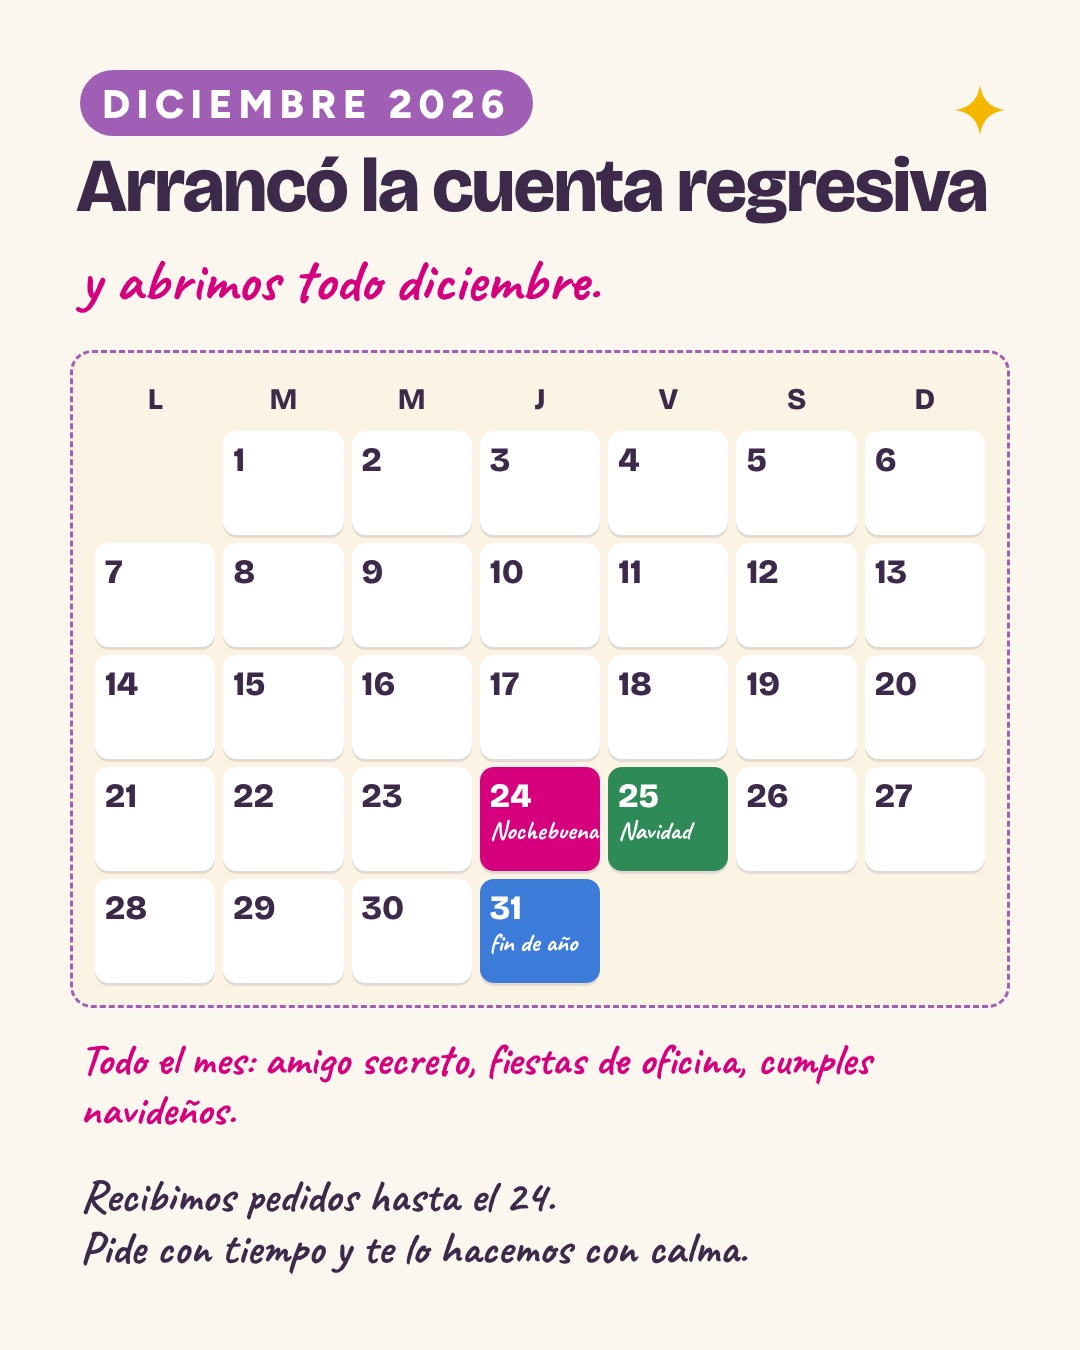 DICIEMBRE 2026
Arrancó la cuenta regresiva
y abrimos todo diciembre.
L M M J V S D
1 2 3 4 5 6
7 8 9 10 11 12 13
14 15 16 17 18 19 20
21 22 23 24 25 26 27
Nochebuena Navidad
28 29 30 31
fin de año
Todo el mes: amigo secreto, fiestas de oficina, cumples
navideños.
Recibimos pedidos hasta el 24.
Pide con tiempo y te lo hacemos con calma.